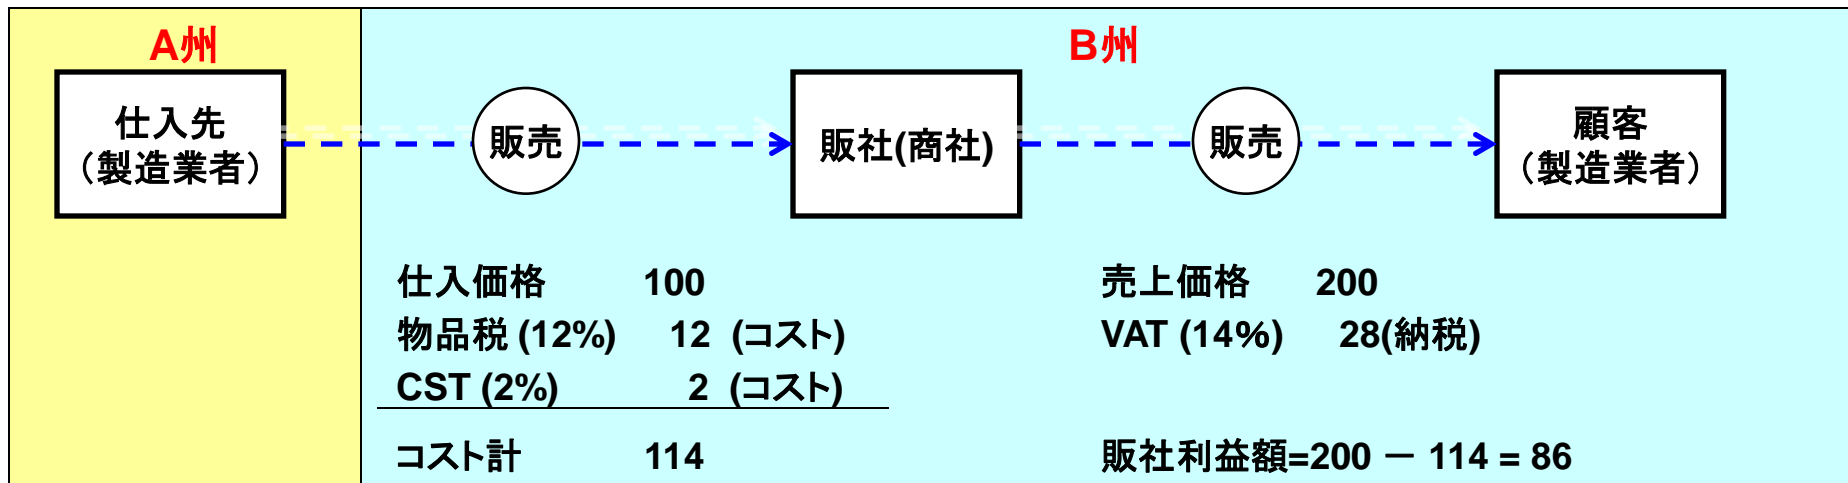 A州
B州
仕入先
（製造業者）
販売
販社(商社)
販売
顧客
（製造業者）
仕入価格 100
物品税 (12%) 12 (コスト)
CST (2%) 2 (コスト)
コスト計 114
売上価格 200
VAT (14%) 28(納税)
販社利益額=200 － 114 = 86